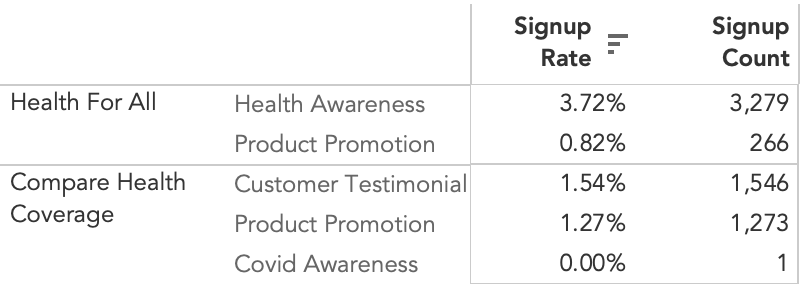 Signup Rate Signup Count
Health For All Health Awareness 3.72% 3,279
Product Promotion 0.82% 266
Compare Health Coverage Customer Testimonial 1.54% 1,546
Product Promotion 1.27% 1,273
Covid Awareness 0.00% 1